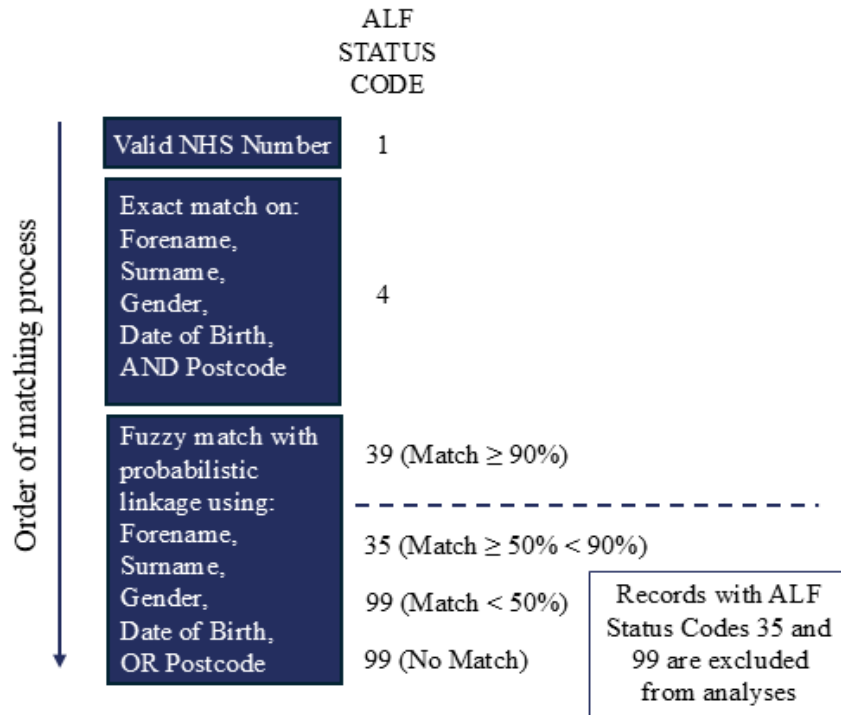 ALF
STATUS
CODE
Order of matching process
Valid NHS Number
1
Exact match on:
Forename,
Surname,
Gender,
Date of Birth,
AND Postcode
4
Fuzzy match with
probabilistic
linkage using:
Forename,
Surname,
Gender,
Date of Birth,
OR Postcode
39 (Match ≥ 90%)
35 (Match ≥ 50% < 90%)
99 (Match < 50%)
99 (No Match)
Records with ALF
Status Codes 35 and
99 are excluded
from analyses